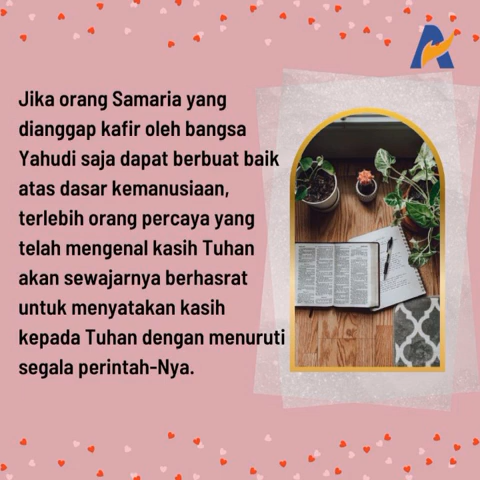 Jika orang Samaria yang
dianggap kafir oleh bangsa
Yahudi saja dapat berbuat baik
atas dasar kemanusiaan,
terlebih orang percaya yang
telah mengenal kasih Tuhan
akan sewajarnya berhasrat
untuk menyatakan kasih
kepada Tuhan dengan menuruti
segala perintah-Nya.